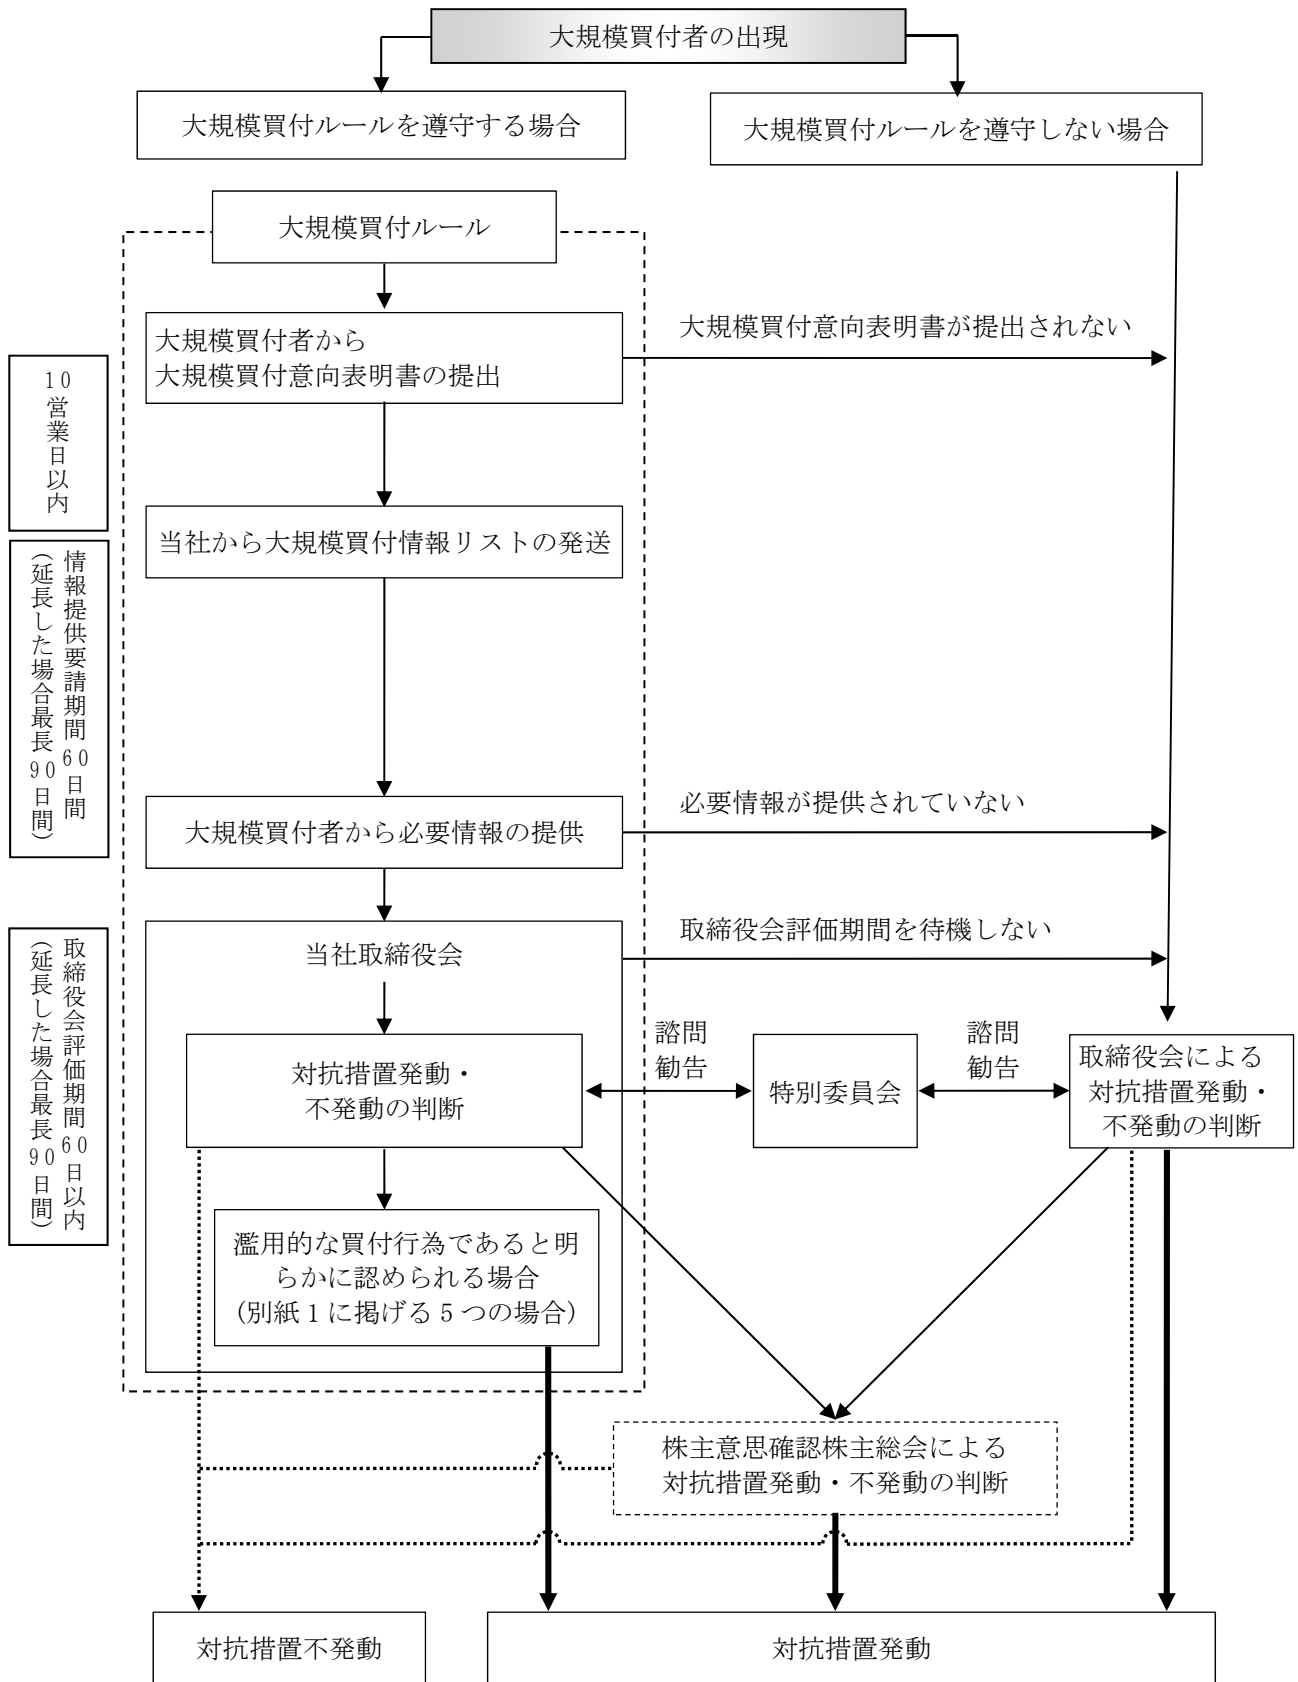 大規模買付者の出現
大規模買付ルールを遵守する場合
大規模買付ルールを遵守しない場合
大規模買付ルール
大規模買付者から
大規模買付意向表明書の提出
大規模買付意向表明書が提出されない
10営業日以内
当社から大規模買付情報リストの発送
情報提供要請期間60日間
(延長した場合最長90日間)
大規模買付者から必要情報の提供
必要情報が提供されていない
取締役会評価期間60日以内
(延長した場合最長90日間)
当社取締役会
取締役会評価期間を待機しない
対抗措置発動・
不発動の判断
諮問
勧告
特別委員会
諮問
勧告
取締役会による
対抗措置発動・
不発動の判断
濫用的な買付行為であると明
らかに認められる場合
(別紙1に掲げる5つの場合)
株主意思確認株主総会による
対抗措置発動・不発動の判断
対抗措置不発動
対抗措置発動